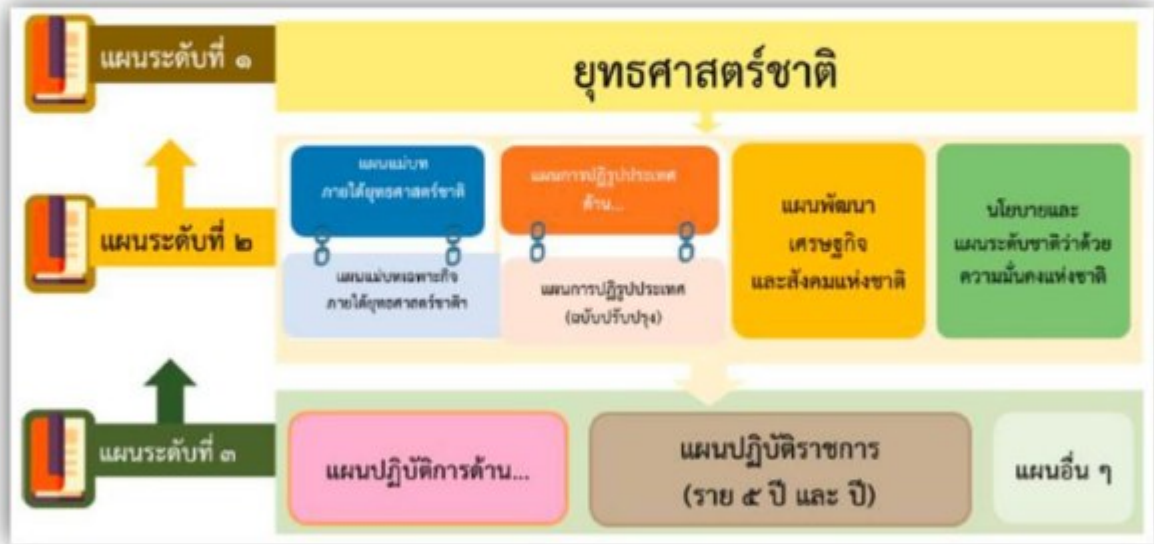 แผนระดับที่ ๑
ยุทธศาสตร์ชาติ
แผนระดับที่ ๒
แผนแม่บท
ภายใต้ยุทธศาสตร์ชาติ
แผนแม่บทเฉพาะกิจ
ภายใต้ยุทธศาสตร์ชาติฯ
แผนการปฏิรูปประเทศ
ด้าน...
แผนการปฏิรูปประเทศ
(ฉบับปรับปรุง)
แผนพัฒนา
เศรษฐกิจ
และสังคมแห่งชาติ
นโยบายและ
แผนระดับชาติว่าด้วย
ความมั่นคงแห่งชาติ
แผนระดับที่ ๓
แผนปฏิบัติการด้าน...
แผนปฏิบัติราชการ
(ราย ๕ ปี และ ปี)
แผนอื่น ๆ